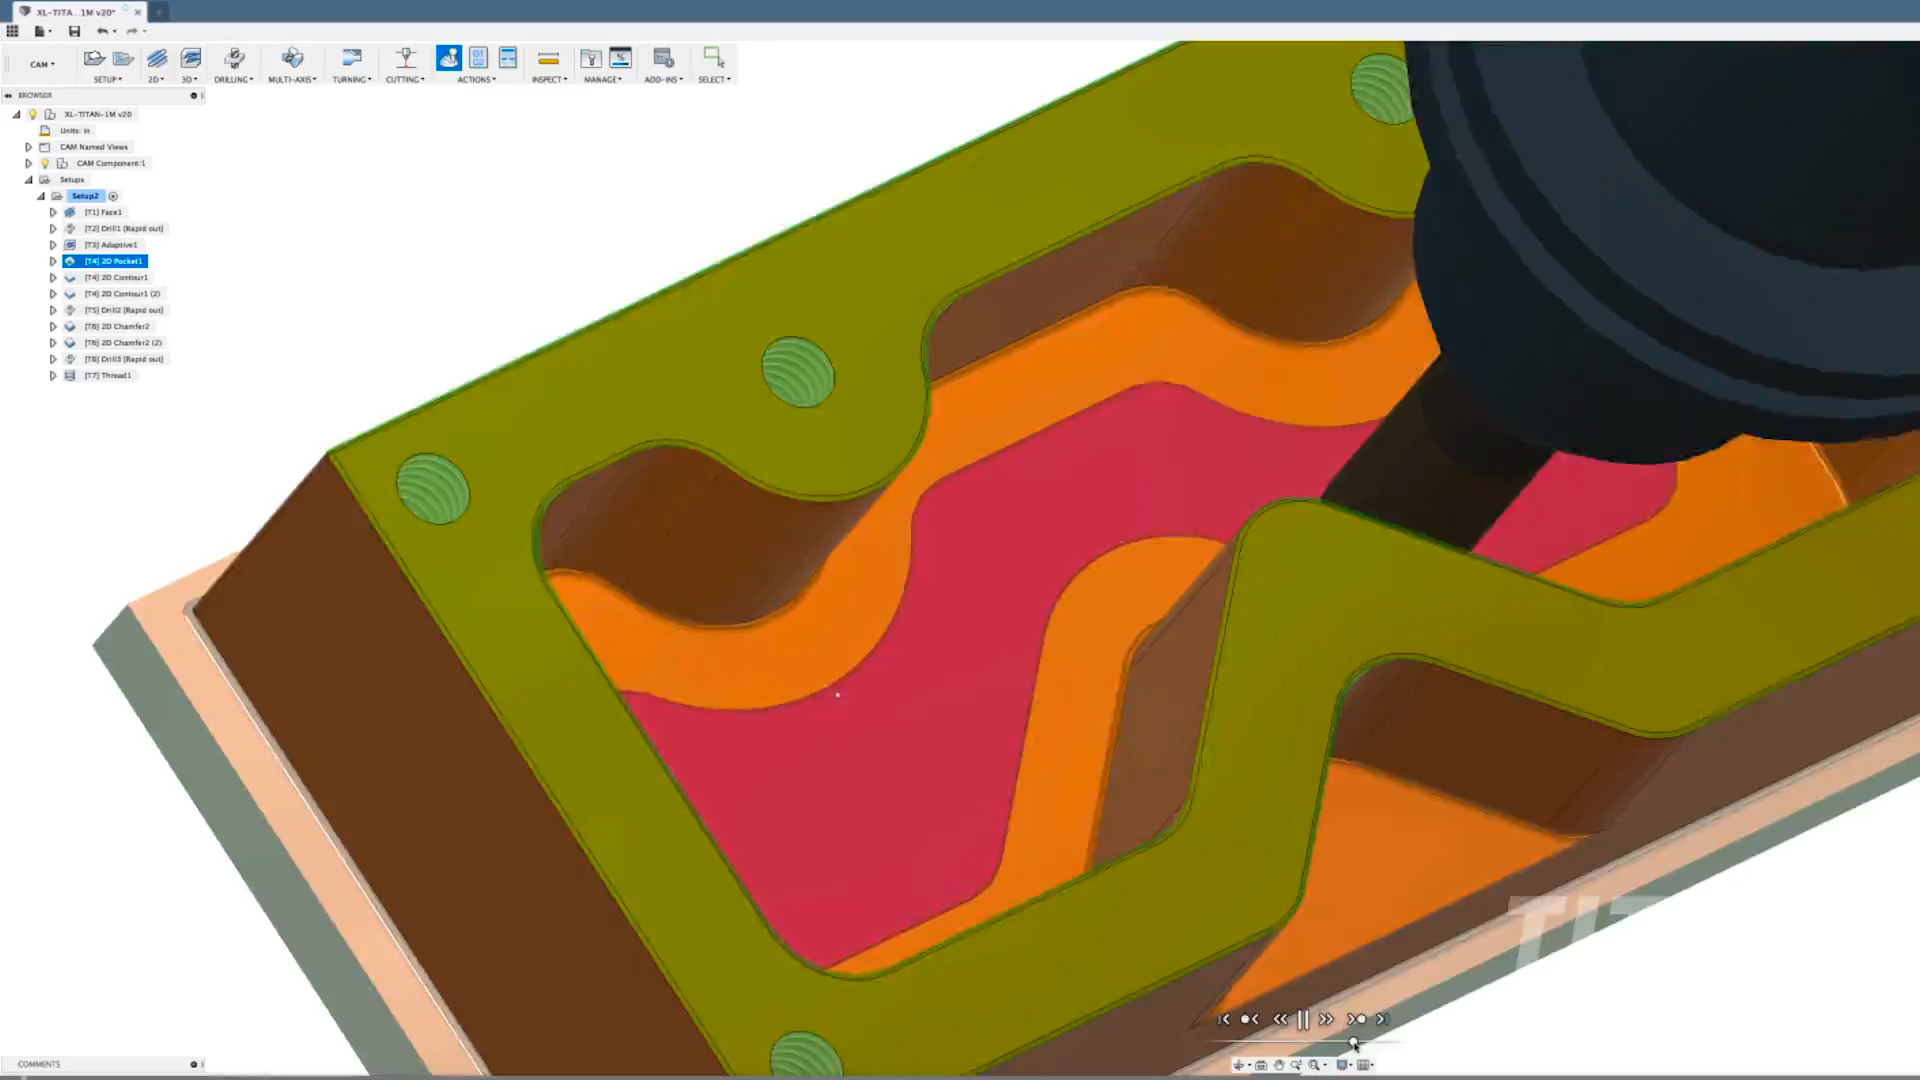 XL-TITA...1M v20*
CAM
SETUP
2D
3D
DRILLING
MULTI-AXIS
TURNING
CUTTING
G1
G2
ACTIONS
INSPECT
MANAGE
ADD-INS
SELECT
BROWSER
XL-TITAN-1M v20
Units: in
CAM Named Views
CAM Component:1
Setups
Setup2
[T1] Face1
[T2] Drill1 (Rapid out)
[T3] Adaptive1
[T4] 2D Pocket1
[T4] 2D Contour1
[T4] 2D Contour1 (2)
[T5] Drill2 (Rapid out)
[T6] 2D Chamfer2
[T6] 2D Chamfer2 (2)
[T6] Drill3 (Rapid out)
[T7] Thread1
COMMENTS